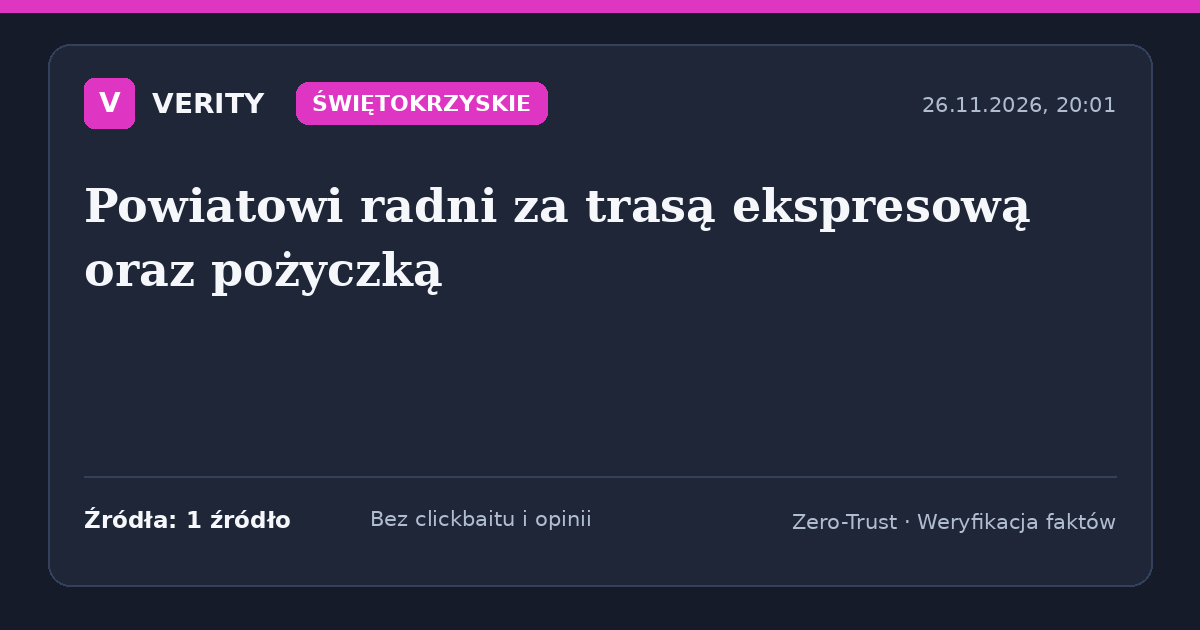 V VERITY ŚWIĘTOKRZYSKIE 26.11.2026, 20:01
Powiatowi radni za trasą ekspresową
oraz pożyczką
Źródła: 1 źródło Bez clickbaitu i opinii Zero-Trust · Weryfikacja faktów